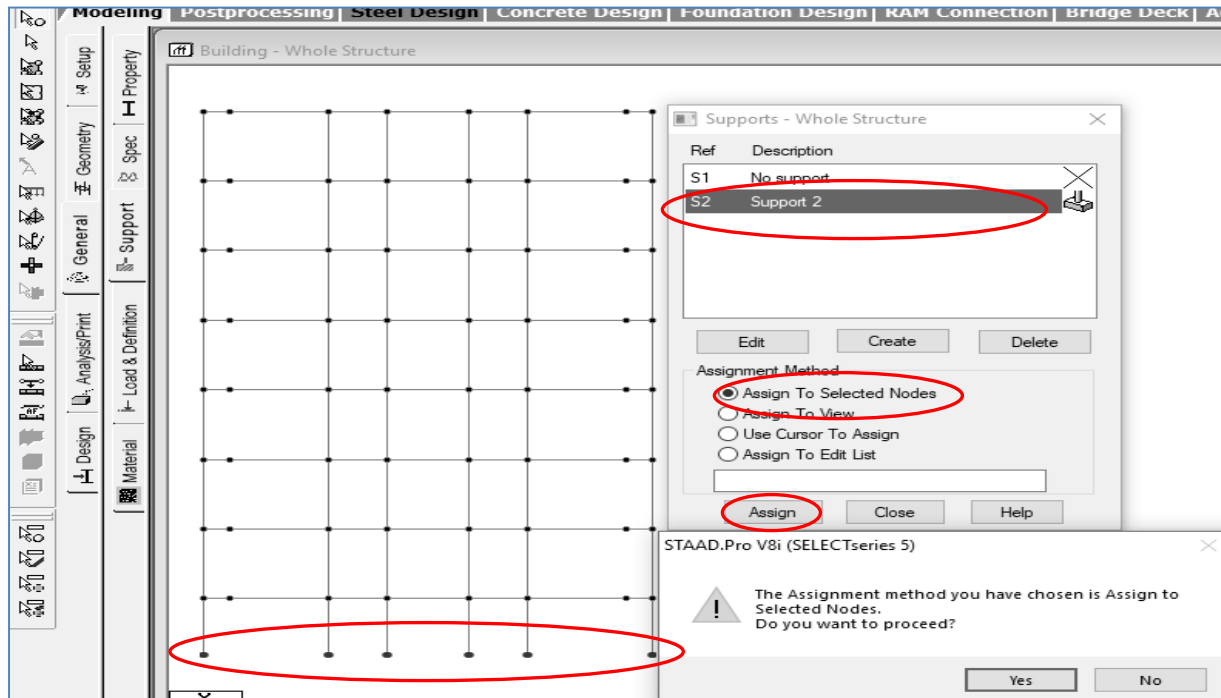 Modeling Postprocessing Steel Design Concrete Design Foundation Design RAM Connection Bridge Deck A
Setup
Geometry
General
Analysis/Print
Design
Property
Spec
Support
Load & Definition
Material
Building - Whole Structure
Supports - Whole Structure
Ref Description
S1 No support
S2 Support 2
Edit Create Delete
Assignment Method
Assign To Selected Nodes
Assign To View
Use Cursor To Assign
Assign To Edit List
Assign Close Help
STAAD.Pro V8i (SELECTseries 5)
The Assignment method you have chosen is Assign to
Selected Nodes.
Do you want to proceed?
Yes No